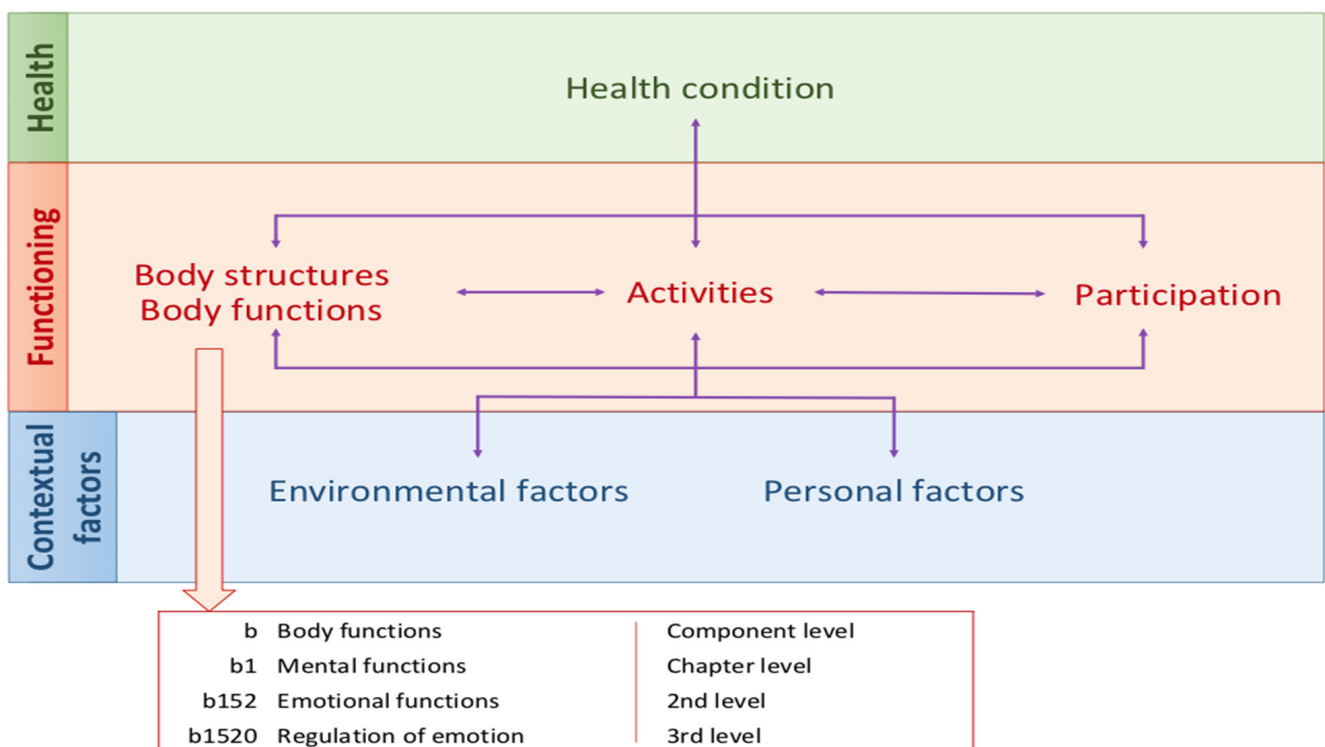 Health
Health condition
Functioning
Body structures
Body functions
Activities
Participation
Contextual
factors
Environmental factors
Personal factors
b Body functions Component level
b1 Mental functions Chapter level
b152 Emotional functions 2nd level
b1520 Regulation of emotion 3rd level